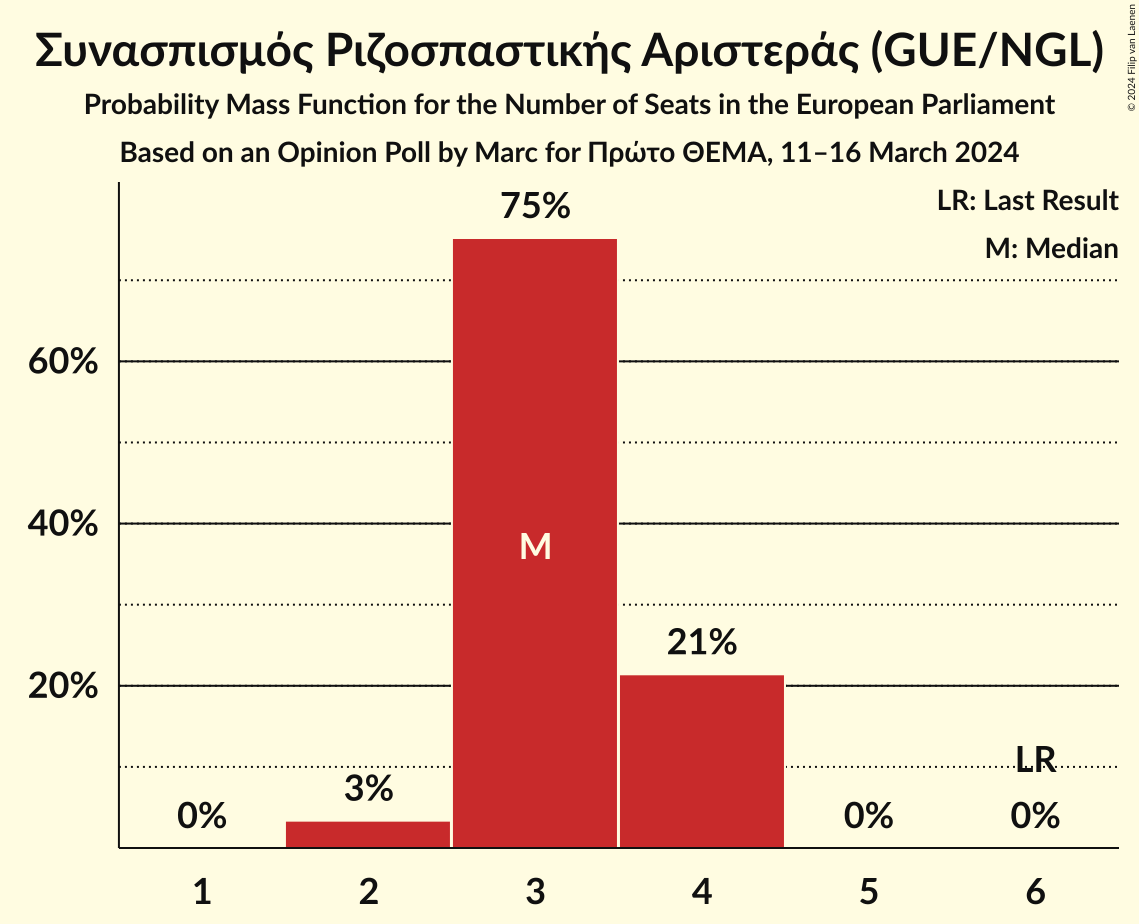 Συνασπισμός Ριζοσπαστικής Αριστεράς (GUE/NGL)
Probability Mass Function for the Number of Seats in the European Parliament
Based on an Opinion Poll by Marc for Πρώτο ΘΕΜΑ, 11–16 March 2024
© 2024 Filip van Laenen
LR: Last Result
M: Median
75%
60%
40%
M
21%
20%
LR
3%
0%
0%
0%
1 2 3 4 5 6